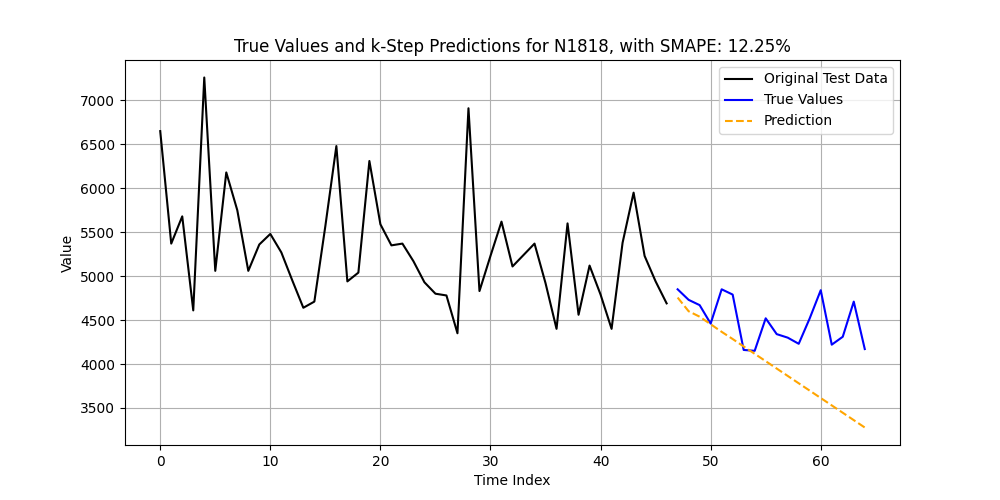 True Values and k-Step Predictions for N1818, with SMAPE: 12.25%
Original Test Data
True Values
Prediction
Value
7000
6500
6000
5500
5000
4500
4000
3500
0 10 20 30 40 50 60
Time Index